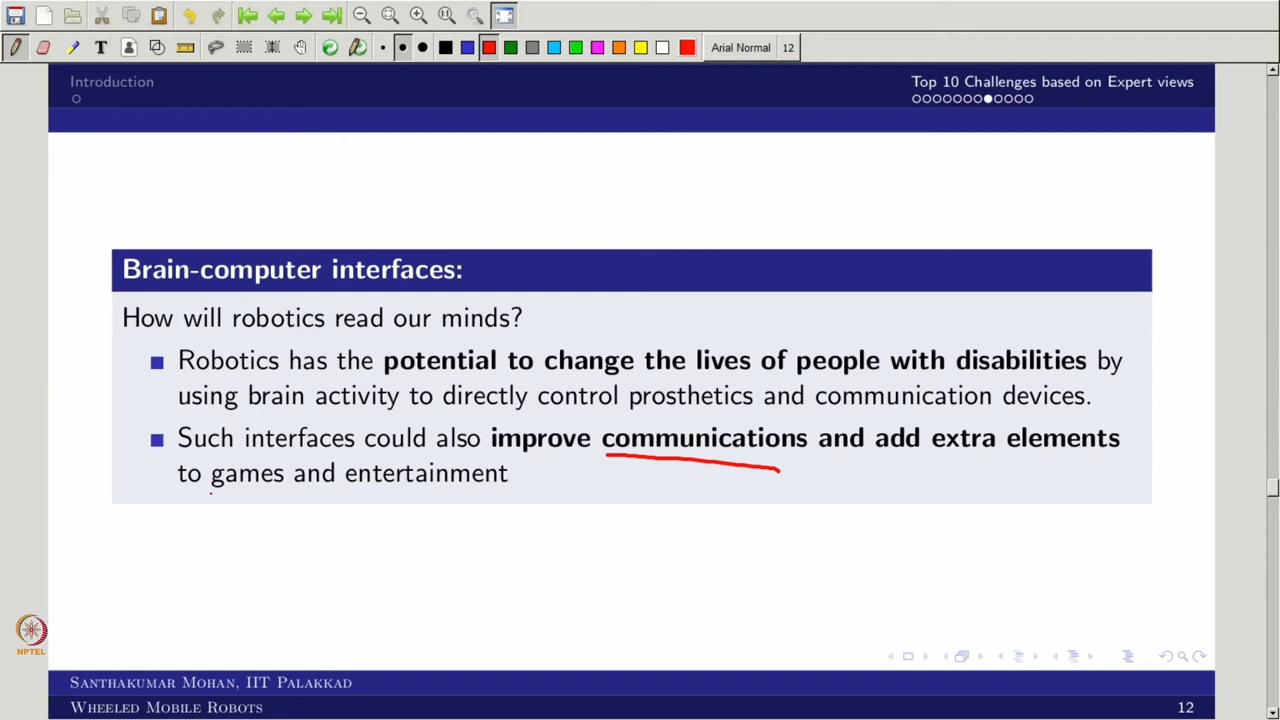 T
Arial Normal 12
Introduction
Top 10 Challenges based on Expert views
Brain-computer interfaces:
How will robotics read our minds?
Robotics has the potential to change the lives of people with disabilities by
using brain activity to directly control prosthetics and communication devices.
Such interfaces could also improve communications and add extra elements
to games and entertainment
NPTEL
Santhakumar Mohan, IIT Palakkad
Wheeled Mobile Robots
12